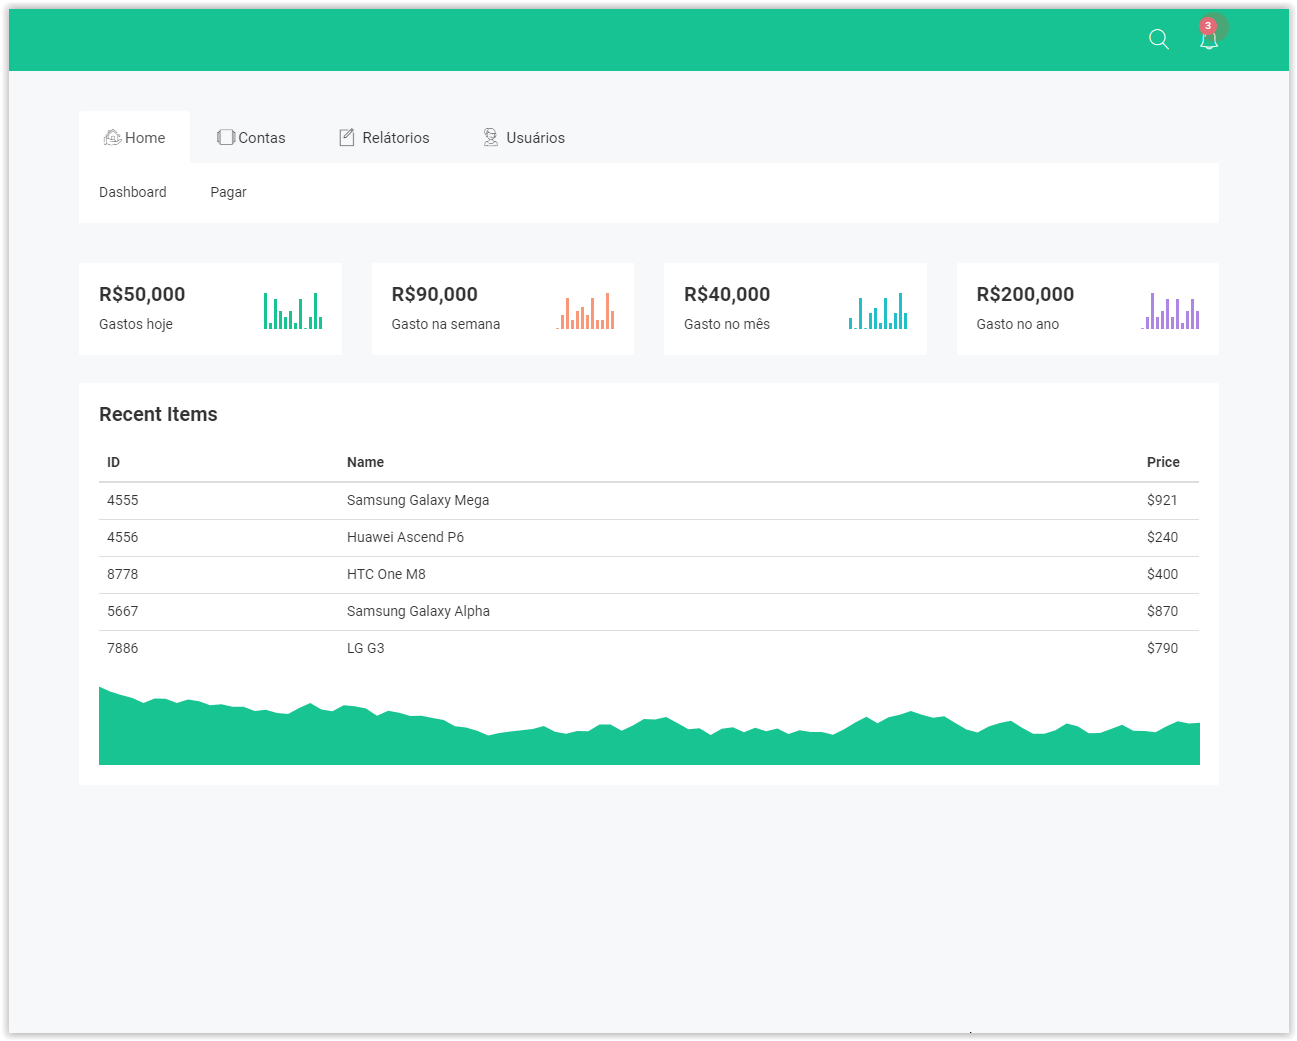 3
Home Contas Relátorios Usuários
Dashboard Pagar
R$50,000 R$90,000 R$40,000 R$200,000
Gastos hoje Gasto na semana Gasto no mês Gasto no ano
Recent Items
ID Name Price
4555 Samsung Galaxy Mega $921
4556 Huawei Ascend P6 $240
8778 HTC One M8 $400
5667 Samsung Galaxy Alpha $870
7886 LG G3 $790